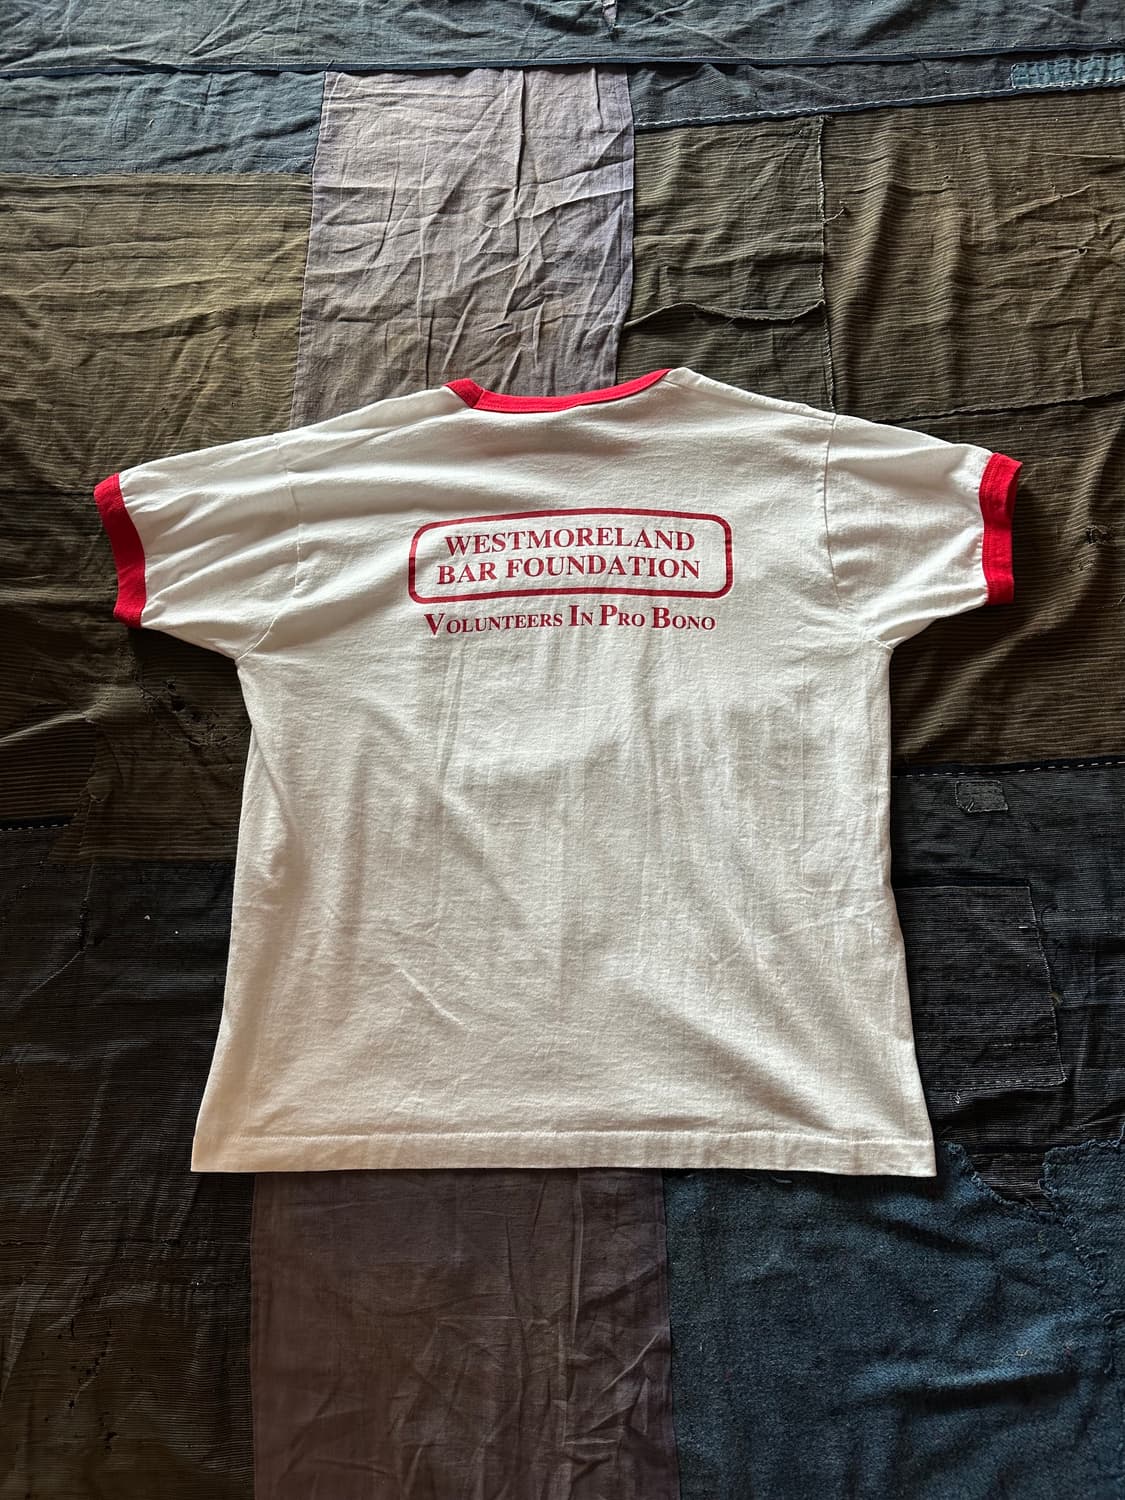 WESTMORELAND
BAR FOUNDATION
VOLUNTEERS IN PRO BONO